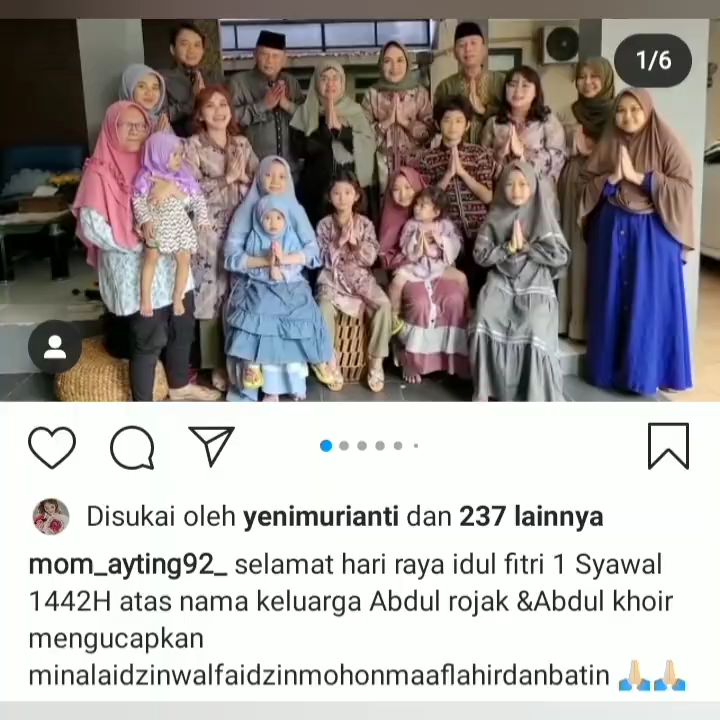 1/6
Disukai oleh yenimurianti dan 237 lainnya
mom_ayting92_ selamat hari raya idul fitri 1 Syawal
1442H atas nama keluarga Abdul rojak &Abdul khoir
mengucapkan
minalaidzinwalfaidzinmohonmaaflahirdanbatin 🙏🏻🙏🏻